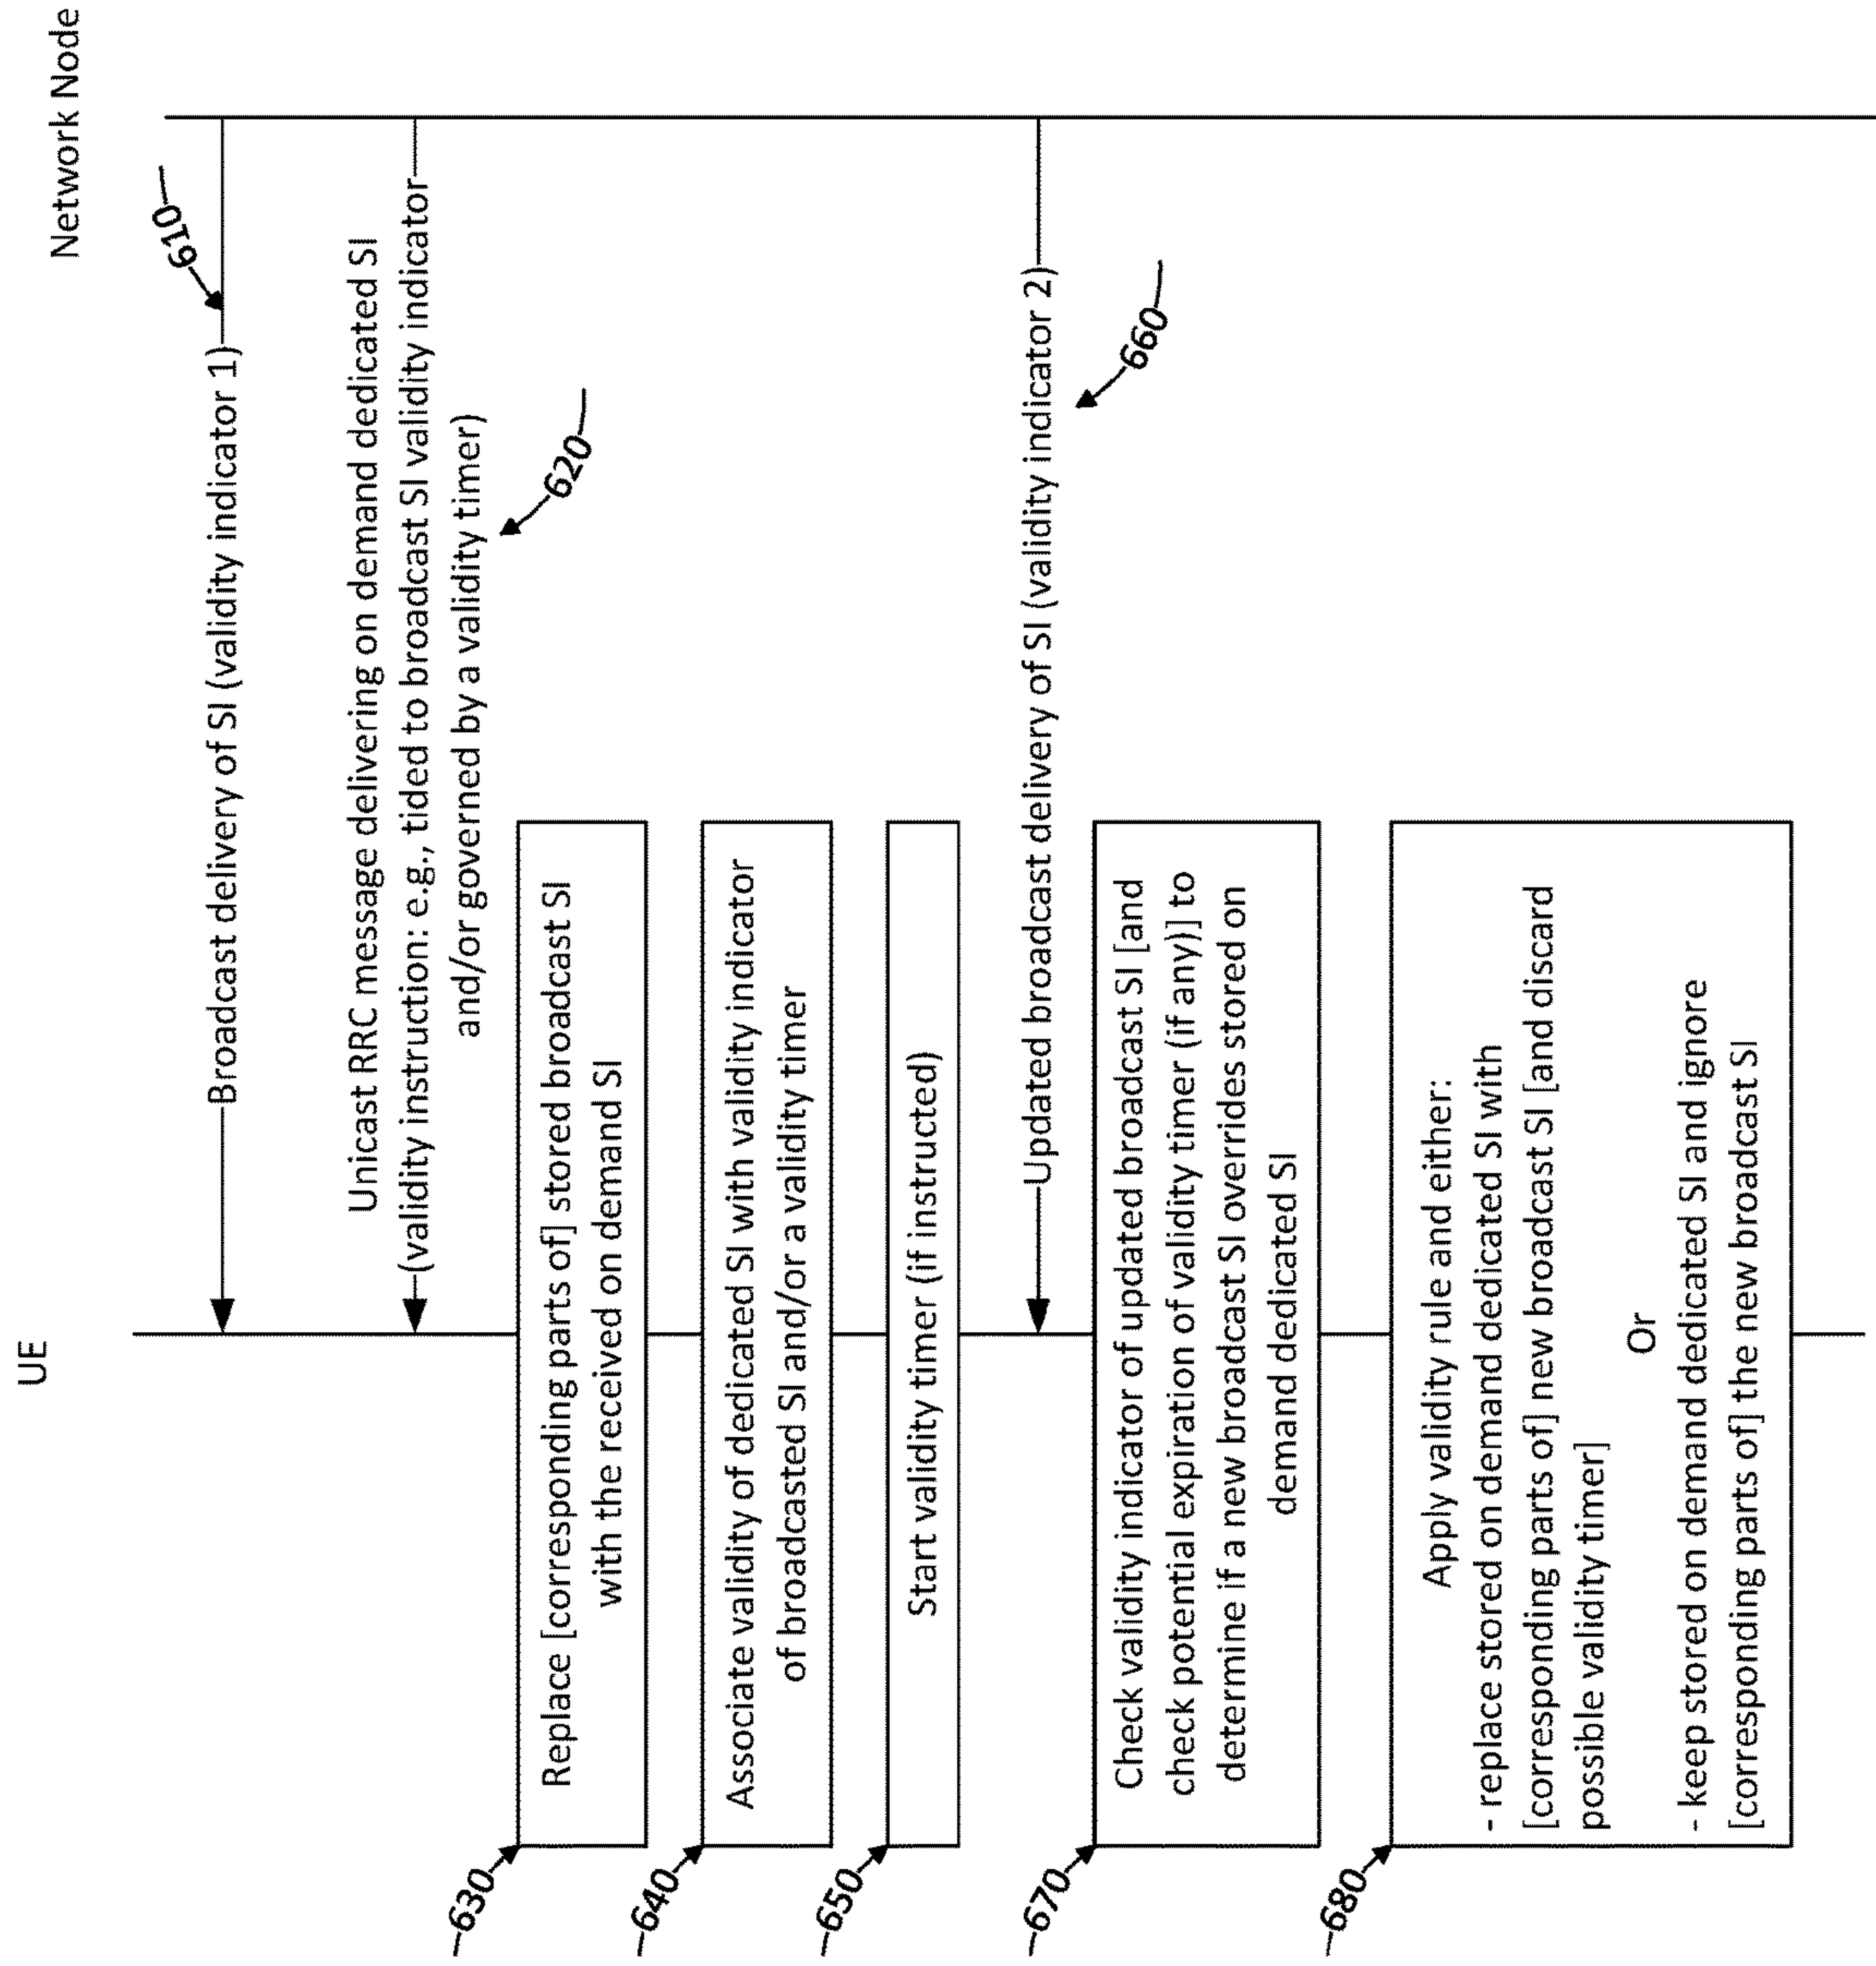 UE
Network Node
610
Broadcast delivery of SI (validity indicator 1)
Unicast RRC message delivering on demand dedicated SI
(validity instruction: e.g., tided to broadcast SI validity indicator
and/or governed by a validity timer)
620
630
Replace [corresponding parts of] stored broadcast SI
with the received on demand SI
640
Associate validity of dedicated SI with validity indicator
of broadcasted SI and/or a validity timer
650
Start validity timer (if instructed)
Updated broadcast delivery of SI (validity indicator 2)
660
670
Check validity indicator of updated broadcast SI [and
check potential expiration of validity timer (if any)] to
determine if a new broadcast SI overrides stored on
demand dedicated SI
680
Apply validity rule and either:
- replace stored on demand dedicated SI with
[corresponding parts of] new broadcast SI [and discard
possible validity timer]
Or
- keep stored on demand dedicated SI and ignore
[corresponding parts of] the new broadcast SI